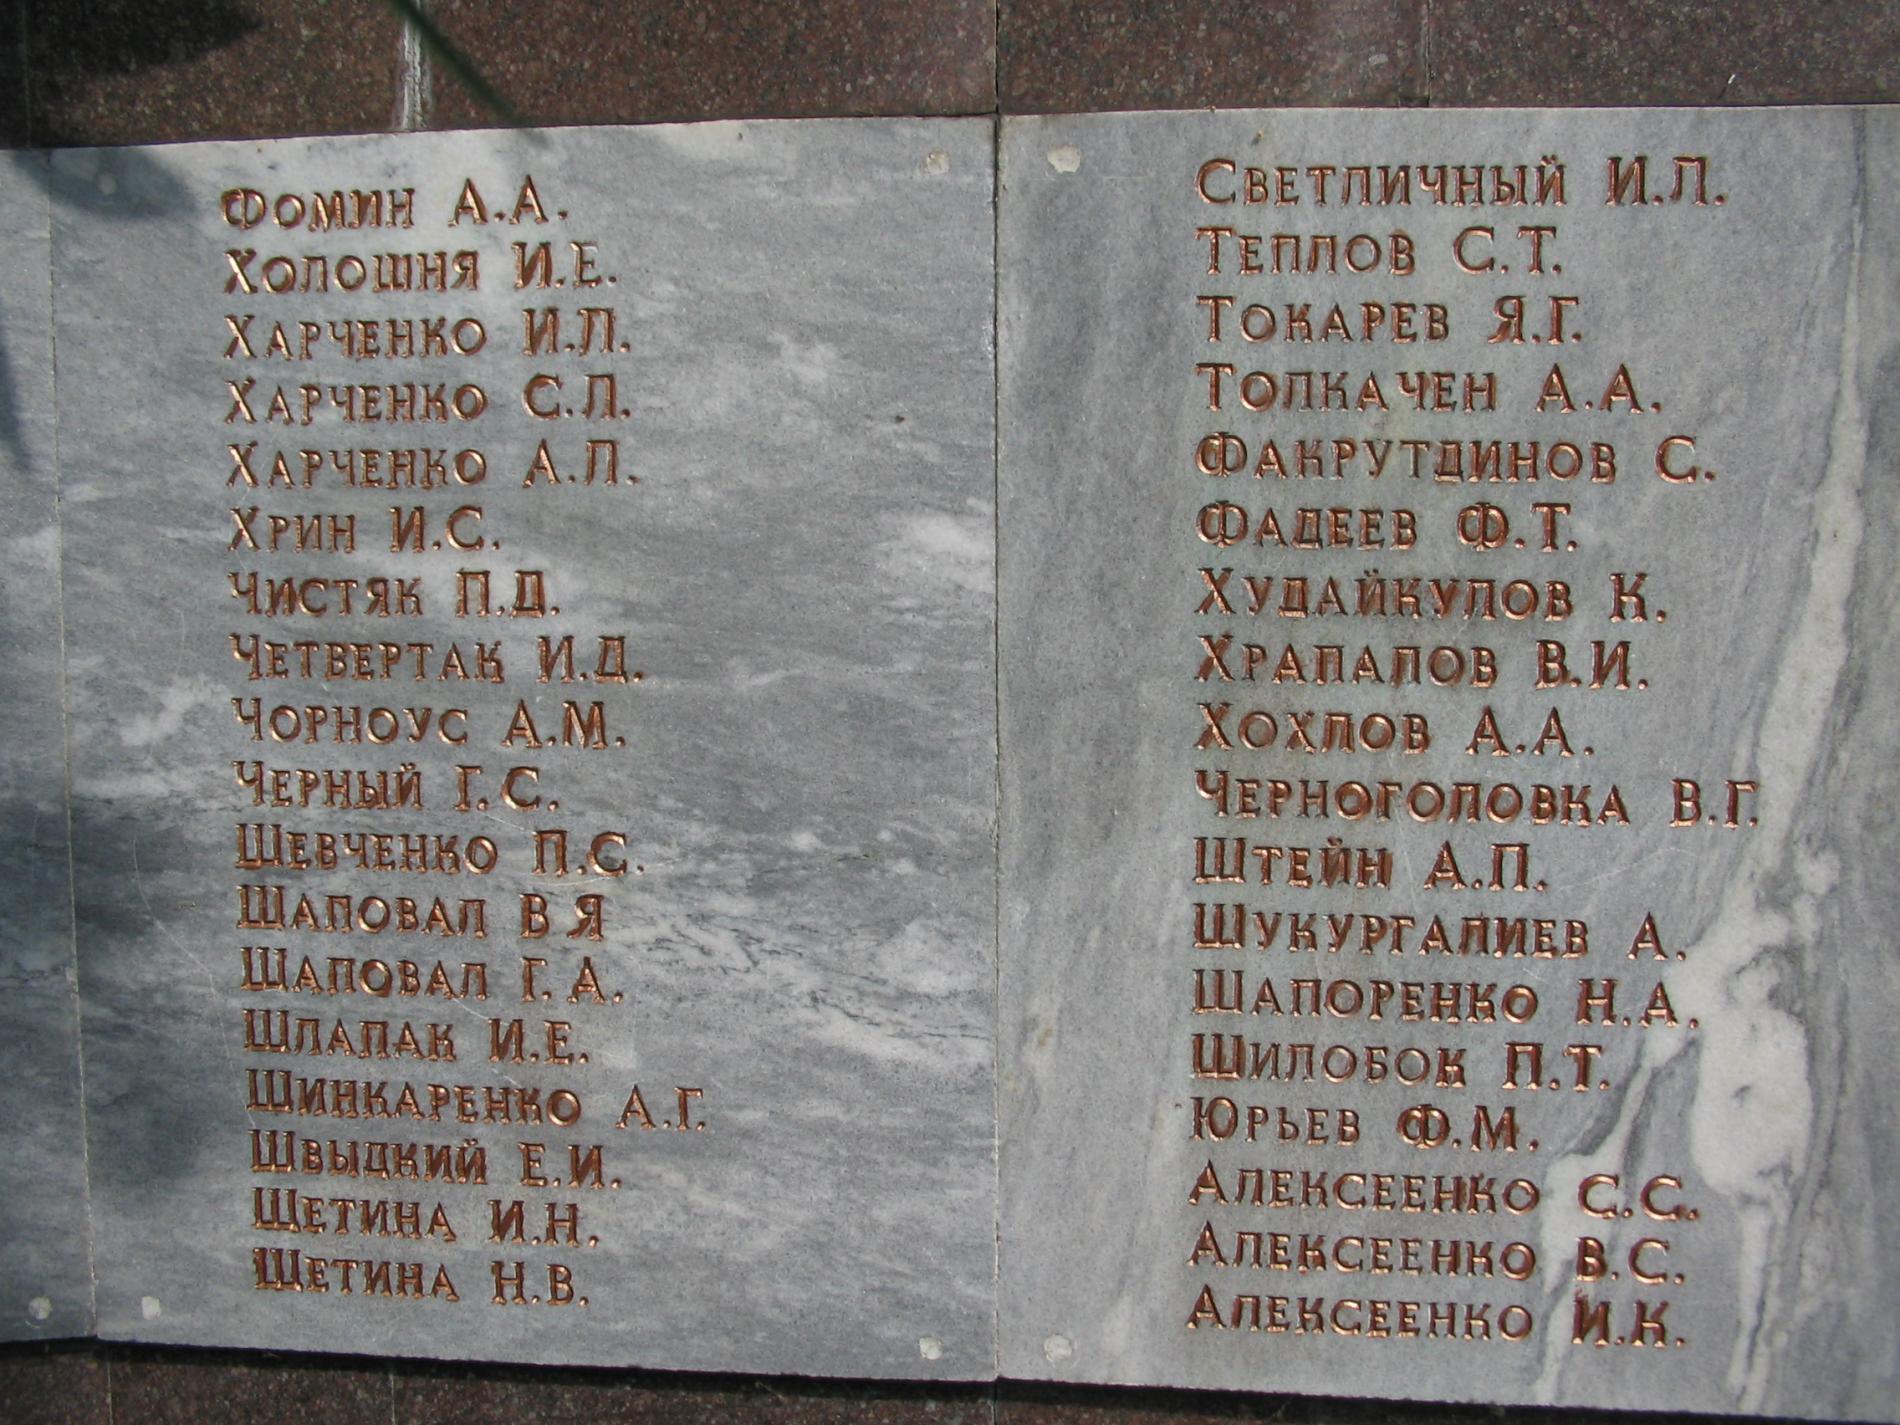 Фомин А.А.
Холошня И.Е.
Харченко И.П.
Харченко С.П.
Харченко А.П.
Хрин И.С.
Чистяк П.Д.
Четвертак И.Д.
Чорноус А.М.
Черный Г.С.
Шевченко П.С.
Шаповал В Я
Шаповал Г.А.
Шлапак И.Е.
Шинкаренко А.Г.
Швыдкий Е.И.
Щетина И.Н.
Щетина Н.В.
Светличный И.Л.
Теплов С.Т.
Токарев Я.Г.
Толкачен А.А.
Факрутдинов С.
Фадеев Ф.Т.
Худайкулов К.
Храпалов В.И.
Хохлов А.А.
Черноголовка В.Г.
Штейн А.П.
Шукургалиев А.
Шапоренко Н.А.
Шилобок П.Т.
Юрьев Ф.М.
Алексеенко С.С.
Алексеенко В.С.
Алексеенко И.К.